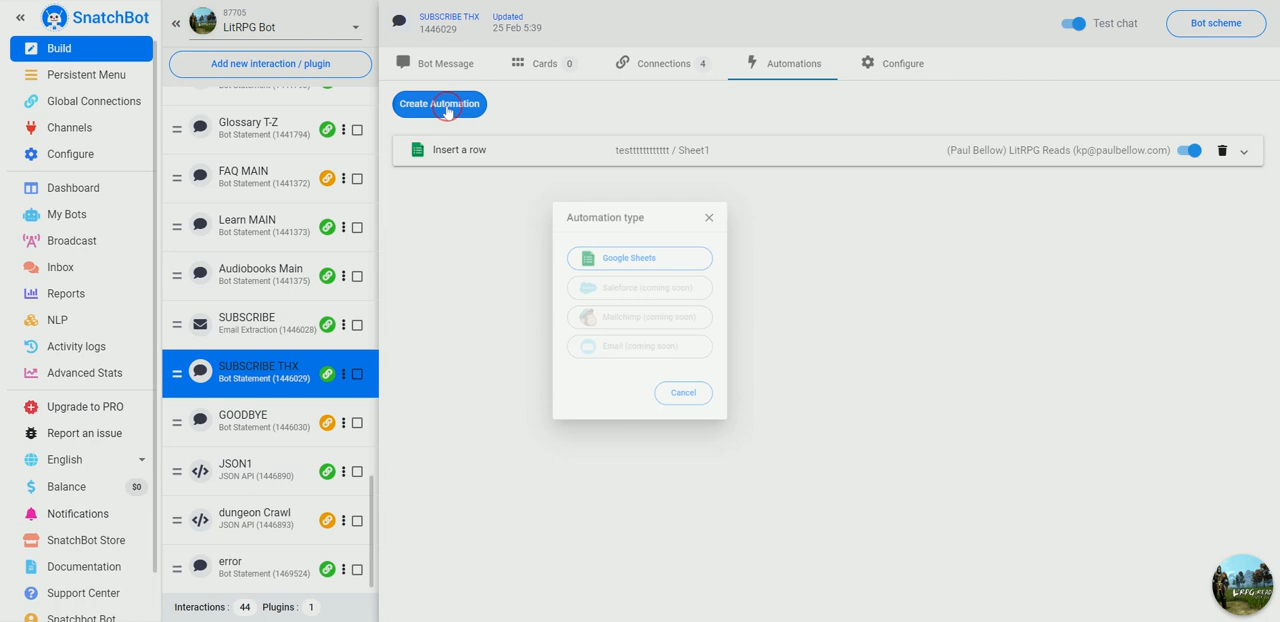 SnatchBot
Build
Persistent Menu
Global Connections
Channels
Configure
Dashboard
My Bots
Broadcast
Inbox
Reports
NLP
Activity logs
Advanced Stats
Upgrade to PRO
Report an issue
English
Balance $0
Notifications
SnatchBot Store
Documentation
Support Center
Snatchbot Bot
87705
LitRPG Bot
Add new interaction / plugin
Glossary T-Z
Bot Statement (1441794)
FAQ MAIN
Bot Statement (1441372)
Learn MAIN
Bot Statement (1441373)
Audiobooks Main
Bot Statement (1441375)
SUBSCRIBE
Email Extraction (1446028)
SUBSCRIBE THX
Bot Statement (1446029)
GOODBYE
Bot Statement (1446030)
JSON1
JSON API (1446890)
dungeon Crawl
JSON API (1446893)
error
Bot Statement (1469524)
Interactions : 44 Plugins : 1
SUBSCRIBE THX
1446029
Updated
25 Feb 5:39
Test chat
Bot scheme
Bot Message
Cards 0
Connections 4
Automations
Configure
Create Automation
Insert a row
testtttttttttttt / Sheet1
(Paul Bellow) LitRPG Reads (kp@paulbellow.com)
Automation type
Google Sheets
Saleforce (coming soon)
Mailchimp (coming soon)
Email (coming soon)
Cancel